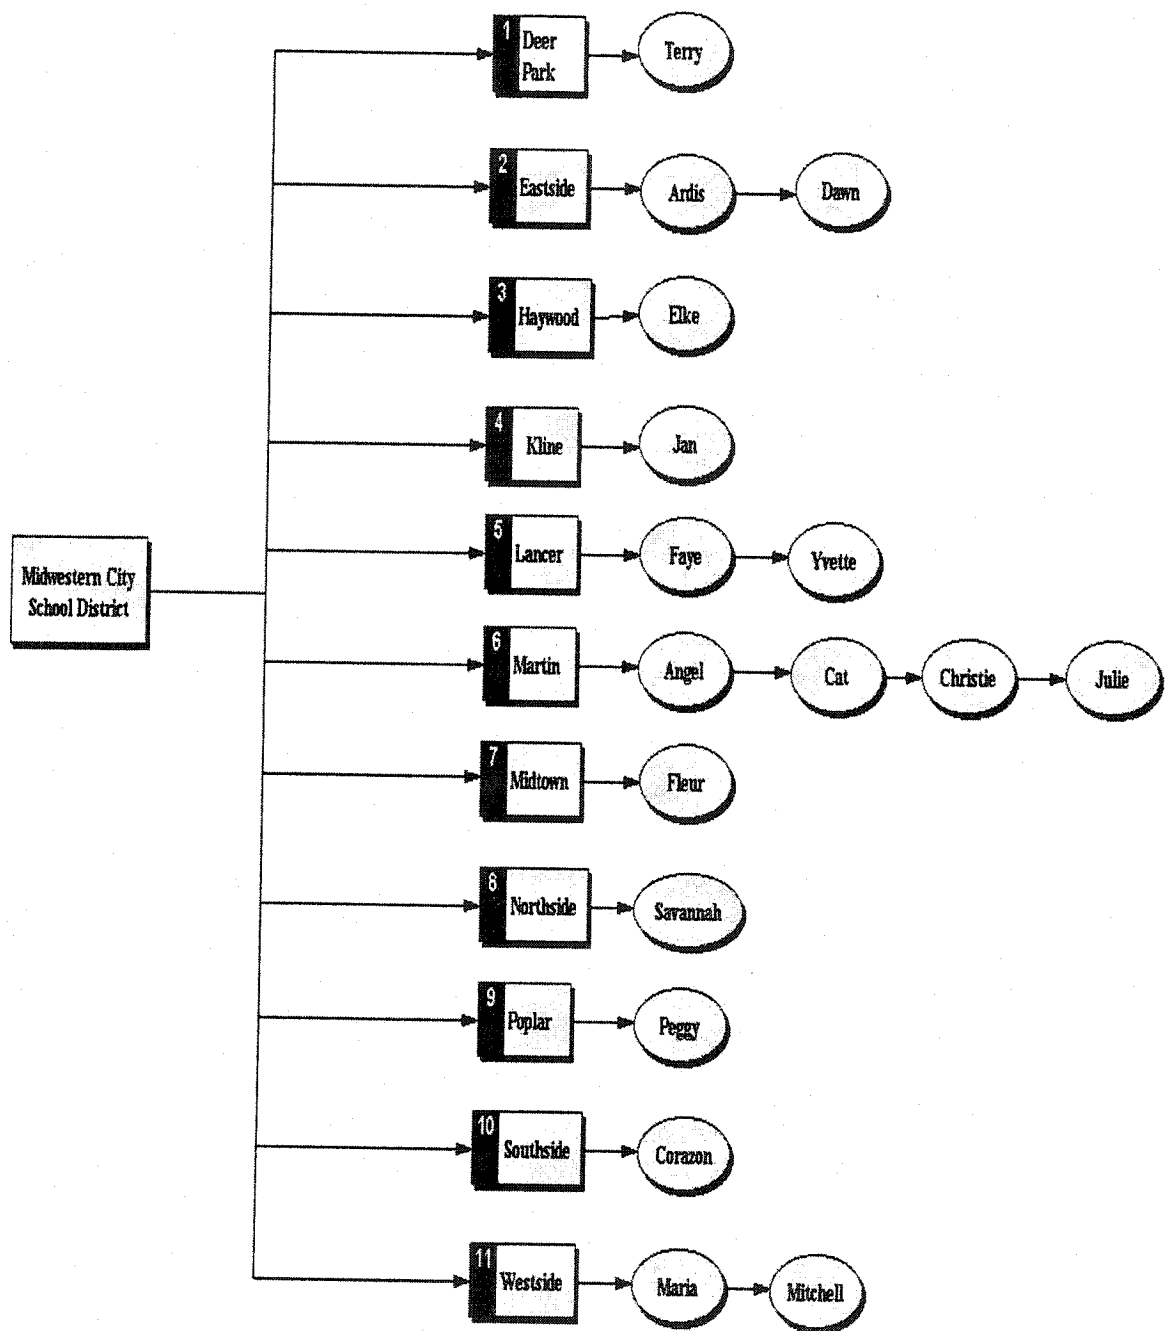 1
Deer
Park
Terry
2
Eastside
Ardis
Dawn
3
Haywood
Elke
4
Kline
Jan
5
Lancer
Faye
Yvette
Midwestern City
School District
6
Martin
Angel
Cat
Christie
Julie
7
Midtown
Fleur
8
Northside
Savannah
9
Poplar
Peggy
10
Southside
Corazon
11
Westside
Maria
Mitchell